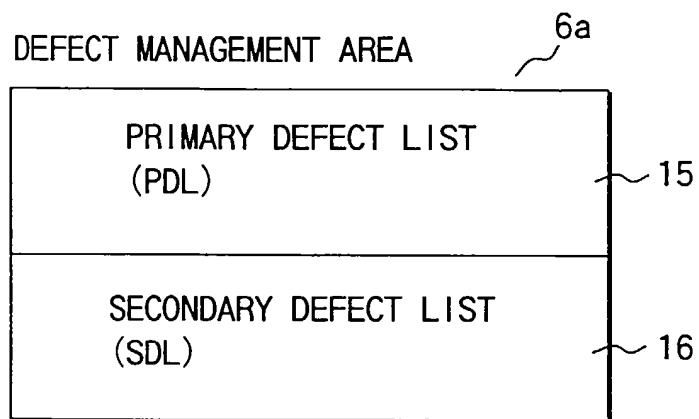 6a
DEFECT MANAGEMENT AREA
PRIMARY DEFECT LIST
(PDL)
15
SECONDARY DEFECT LIST
(SDL)
16